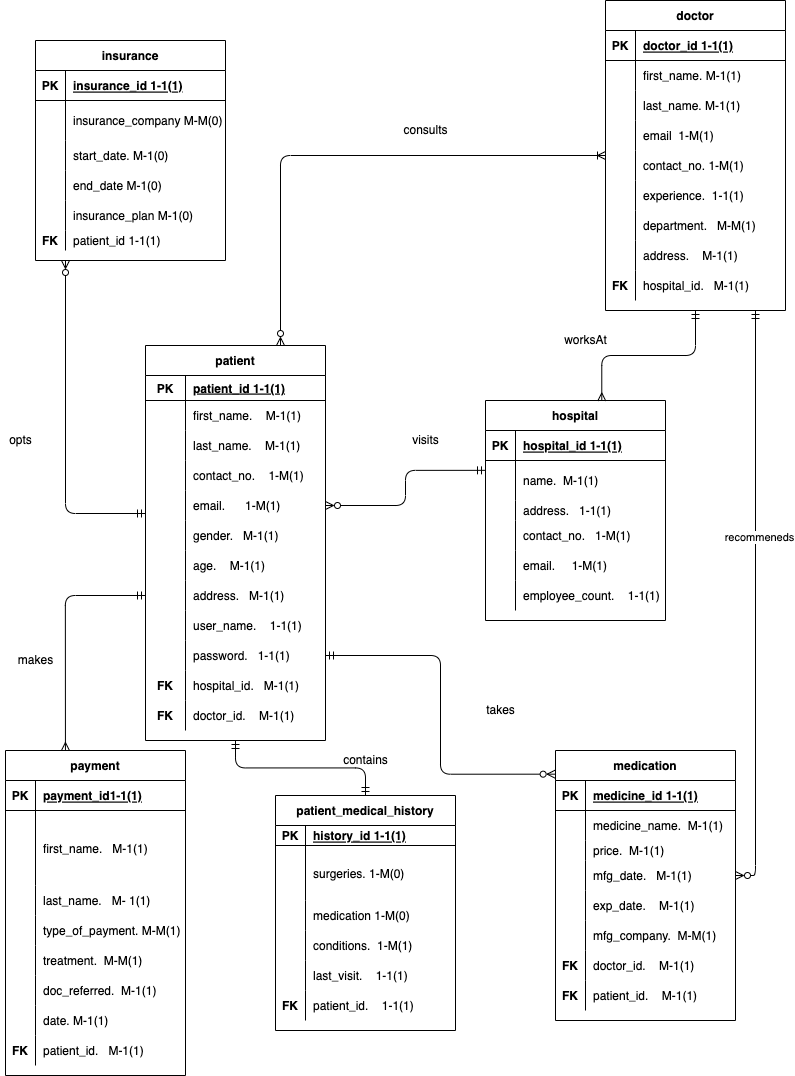 doctor
PK doctor_id 1-1(1)
first_name. M-1(1)
last_name. M-1(1)
email 1-M(1)
contact_no. 1-M(1)
experience. 1-1(1)
department. M-M(1)
address. M-1(1)
FK hospital_id. M-1(1)
insurance
PK insurance_id 1-1(1)
insurance_company M-M(0)
start_date. M-1(0)
end_date M-1(0)
insurance_plan M-1(0)
FK patient_id 1-1(1)
consults
worksAt
opts
visits
patient
PK patient_id 1-1(1)
first_name. M-1(1)
last_name. M-1(1)
contact_no. 1-M(1)
email. 1-M(1)
gender. M-1(1)
age. M-1(1)
address. M-1(1)
user_name. 1-1(1)
password. 1-1(1)
FK hospital_id. M-1(1)
FK doctor_id. M-1(1)
hospital
PK hospital_id 1-1(1)
name. M-1(1)
address. 1-1(1)
contact_no. 1-M(1)
email. 1-M(1)
employee_count. 1-1(1)
recommeneds
makes
takes
contains
payment
PK payment_id1-1(1)
first_name. M-1(1)
last_name. M- 1(1)
type_of_payment. M-M(1)
treatment. M-M(1)
doc_referred. M-1(1)
date. M-1(1)
FK patient_id. M-1(1)
patient_medical_history
PK history_id 1-1(1)
surgeries. 1-M(0)
medication 1-M(0)
conditions. 1-M(1)
last_visit. 1-1(1)
FK patient_id. 1-1(1)
medication
PK medicine_id 1-1(1)
medicine_name. M-1(1)
price. M-1(1)
mfg_date. M-1(1)
exp_date. M-1(1)
mfg_company. M-M(1)
FK doctor_id. M-1(1)
FK patient_id. M-1(1)